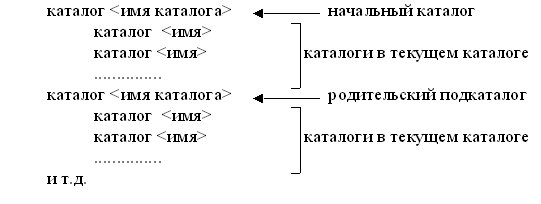 каталог <имя каталога> начальный каталог
каталог <имя>
каталог <имя> каталоги в текущем каталоге
...............
каталог <имя каталога> родительский подкаталог
каталог <имя>
каталог <имя> каталоги в текущем каталоге
...............
и т.д.